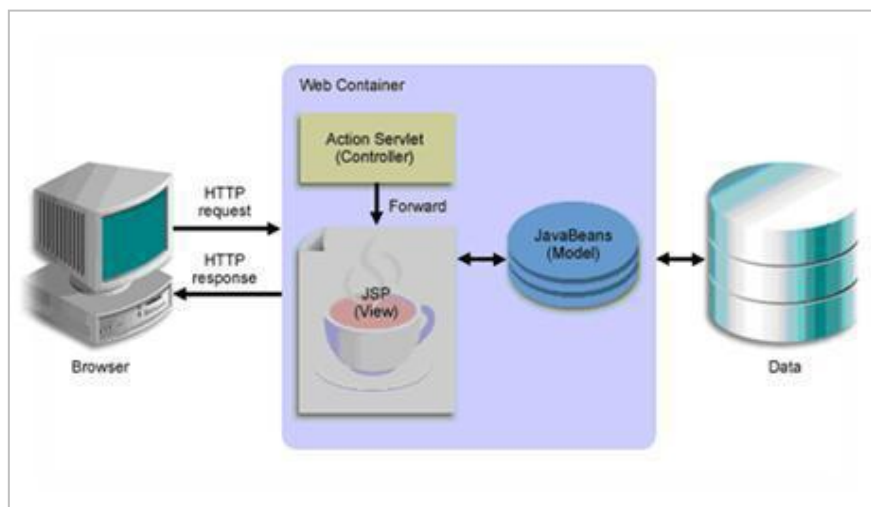 Web Container
Action Servlet
(Controller)
HTTP
request
Forward
JavaBeans
(Model)
HTTP
response
JSP
(View)
Browser
Data